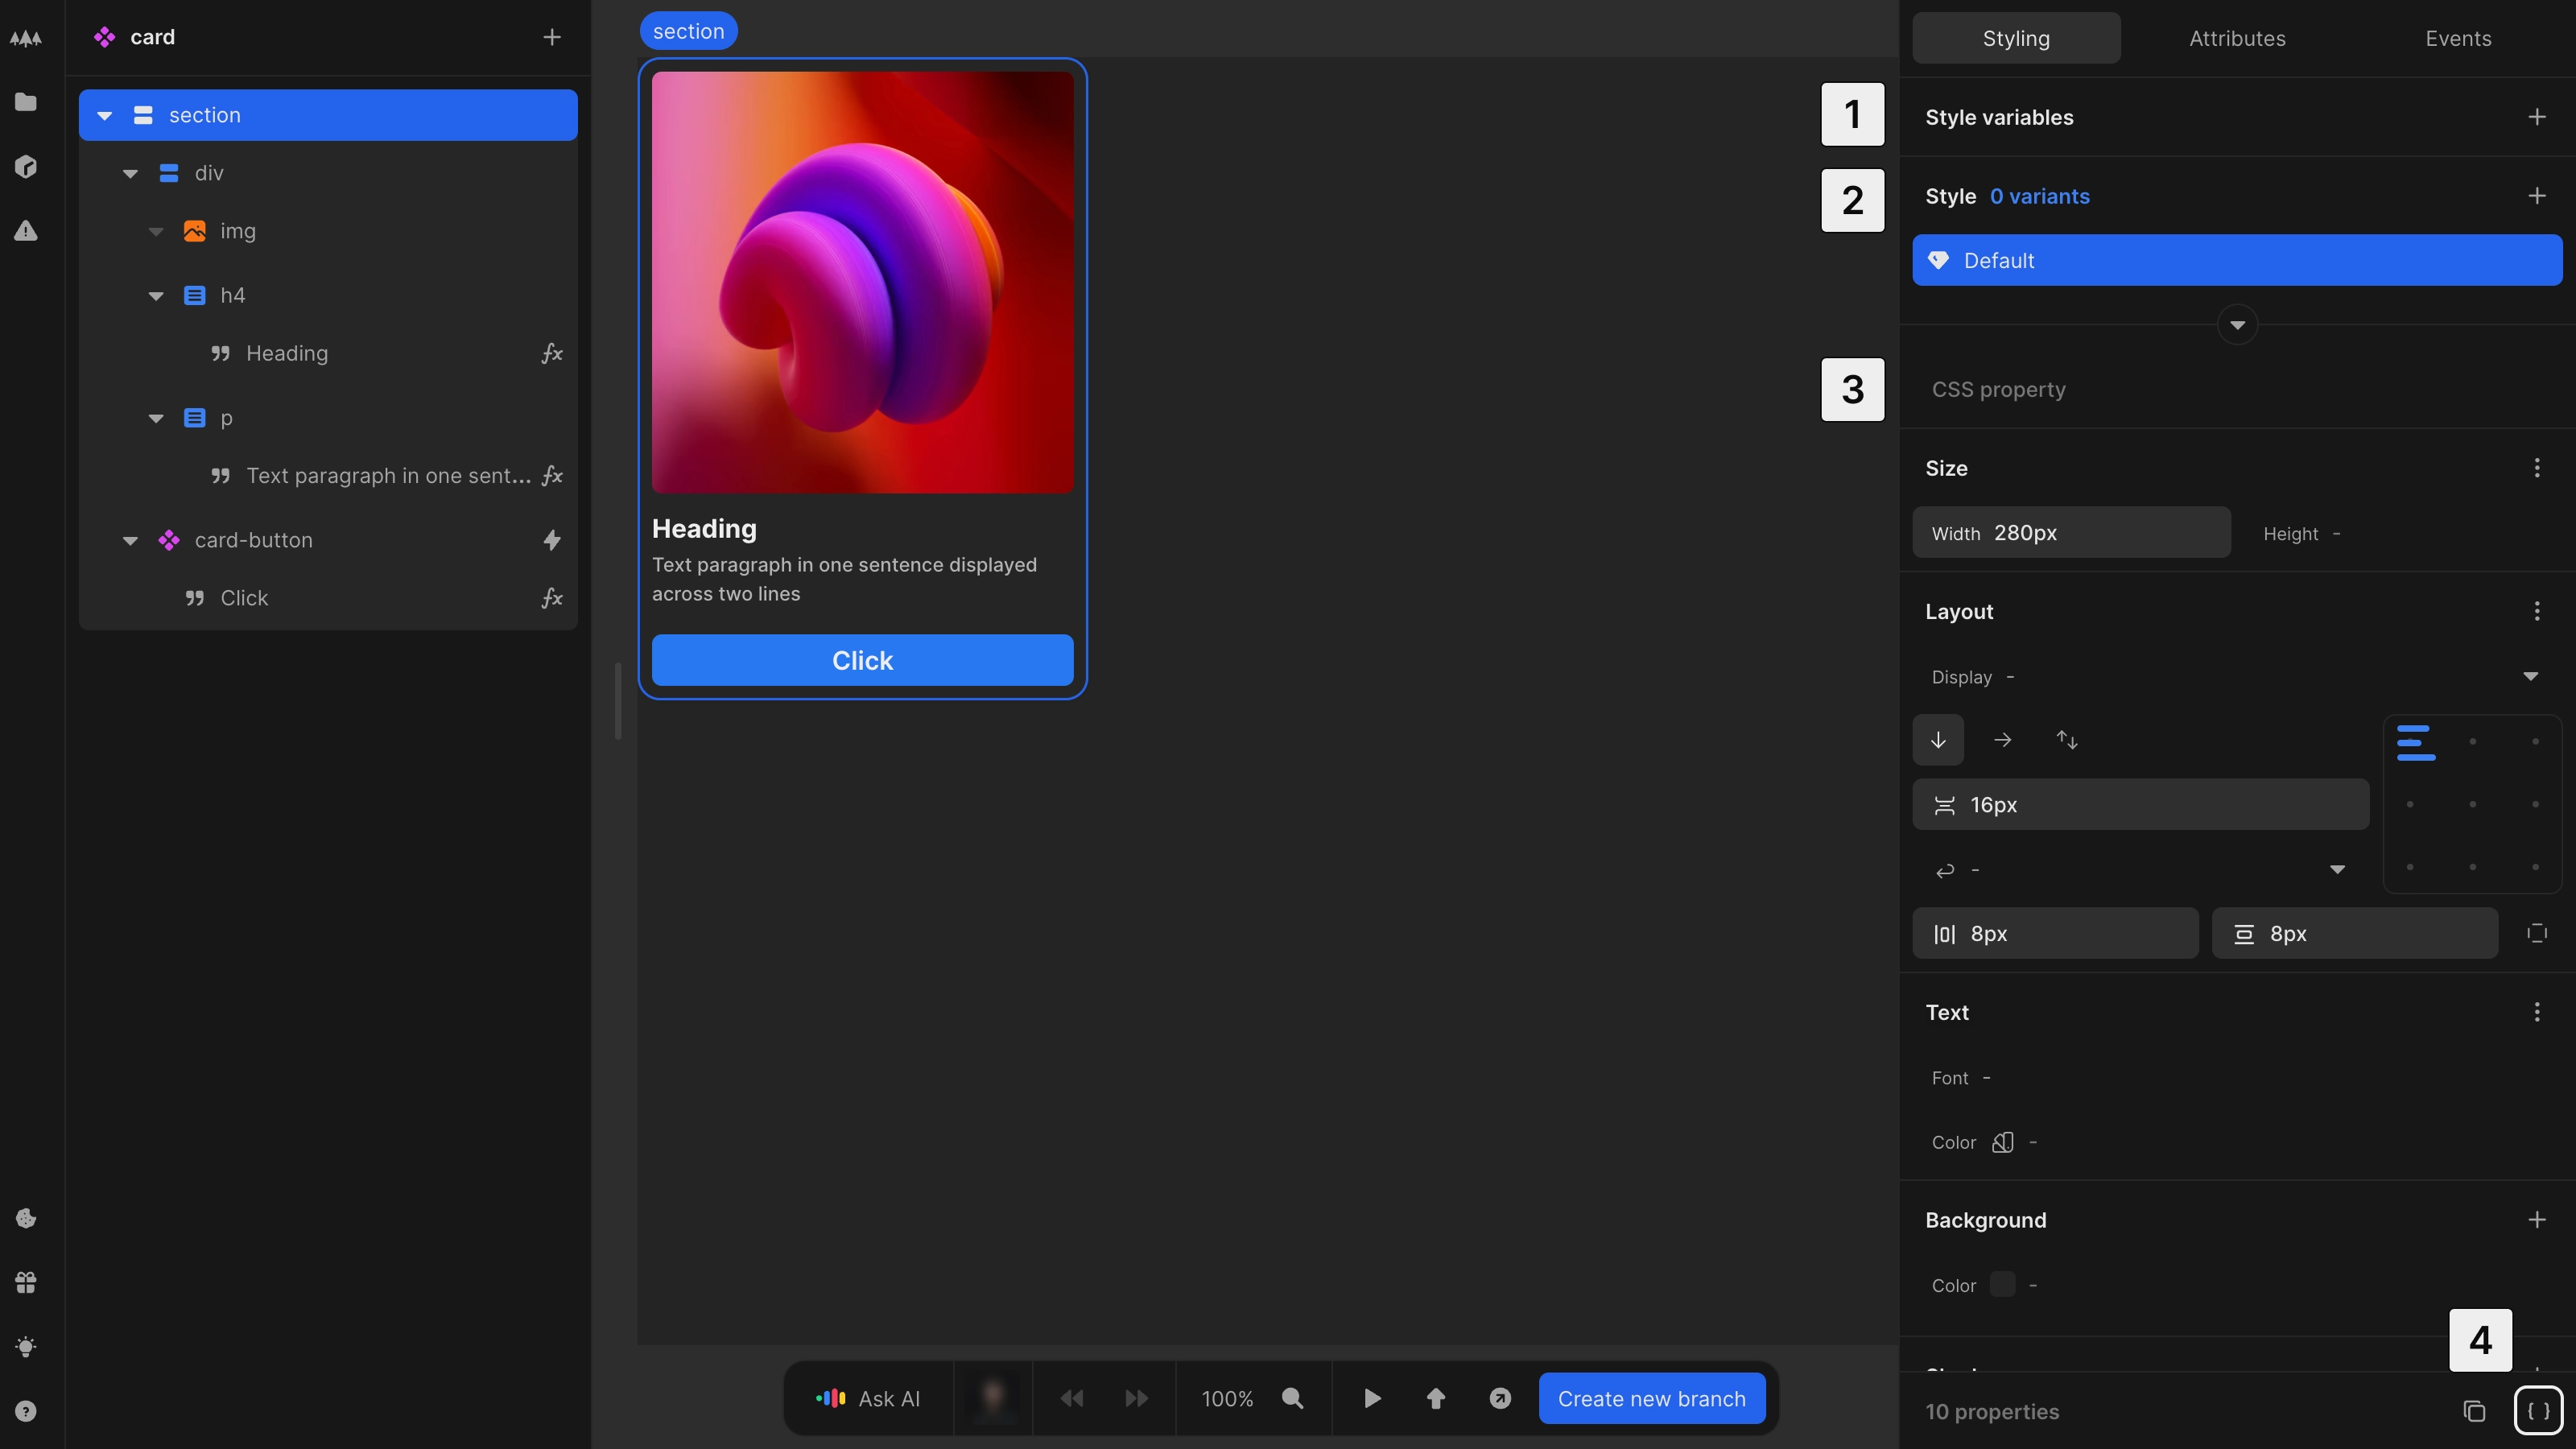 card
section
div
img
h4
Heading
fx
p
Text paragraph in one sent...
fx
card-button
Click
fx
section
Heading
Text paragraph in one sentence displayed
across two lines
Click
Ask AI
100%
Create new branch
1
2
3
4
Styling Attributes Events
Style variables
Style 0 variants
Default
CSS property
Size
Width 280px Height -
Layout
Display -
16px
-
8px 8px
Text
Font -
Color -
Background
Color -
10 properties
{ }